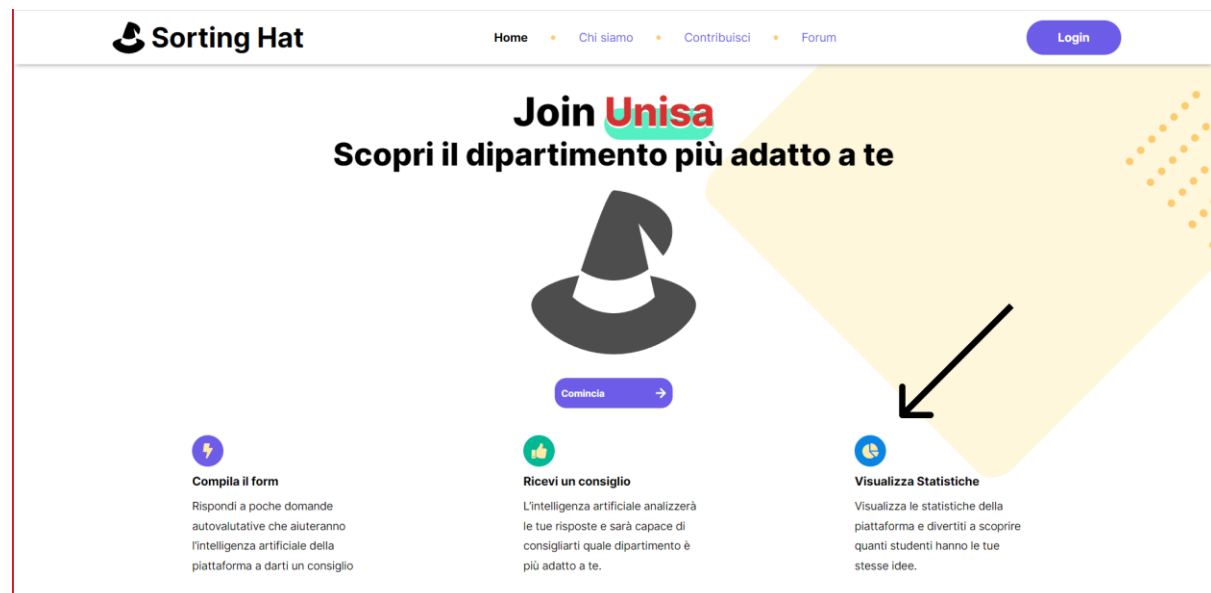 Sorting Hat
Home • Chi siamo • Contribuisci • Forum
Login
Join Unisa
Scopri il dipartimento più adatto a te
Comincia
Compila il form
Rispondi a poche domande
autovalutative che aiuteranno
l'intelligenza artificiale della
piattaforma a darti un consiglio
Ricevi un consiglio
L'intelligenza artificiale analizzerà
le tue risposte e sarà capace di
consigliarti quale dipartimento è
più adatto a te.
Visualizza Statistiche
Visualizza le statistiche della
piattaforma e divertiti a scoprire
quanti studenti hanno le tue
stesse idee.